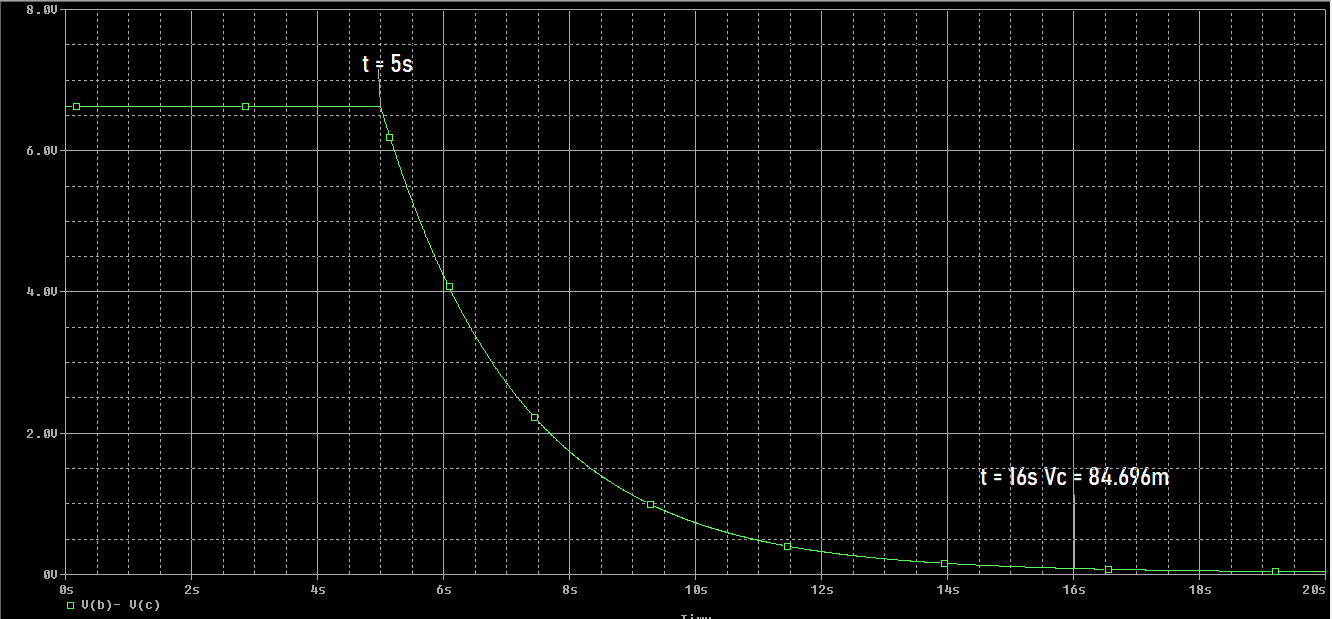 8.0V
t = 5s
6.0V
4.0V
2.0V
t = 16s Vc = 84.696m
0V
0s 2s 4s 6s 8s 10s 12s 14s 16s 18s 20s
V(b)- V(c)